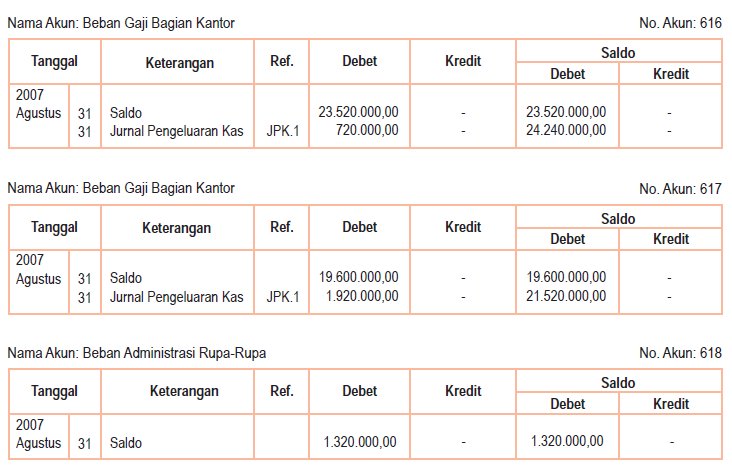 Nama Akun: Beban Gaji Bagian Kantor No. Akun: 616
Tanggal Keterangan Ref. Debet Kredit Saldo
Debet Kredit
2007
Agustus 31 Saldo 23.520.000,00 - 23.520.000,00 -
31 Jurnal Pengeluaran Kas JPK.1 720.000,00 - 24.240.000,00 -
Nama Akun: Beban Gaji Bagian Kantor No. Akun: 617
Tanggal Keterangan Ref. Debet Kredit Saldo
Debet Kredit
2007
Agustus 31 Saldo 19.600.000,00 - 19.600.000,00 -
31 Jurnal Pengeluaran Kas JPK.1 1.920.000,00 - 21.520.000,00 -
Nama Akun: Beban Administrasi Rupa-Rupa No. Akun: 618
Tanggal Keterangan Ref. Debet Kredit Saldo
Debet Kredit
2007
Agustus 31 Saldo 1.320.000,00 - 1.320.000,00 -